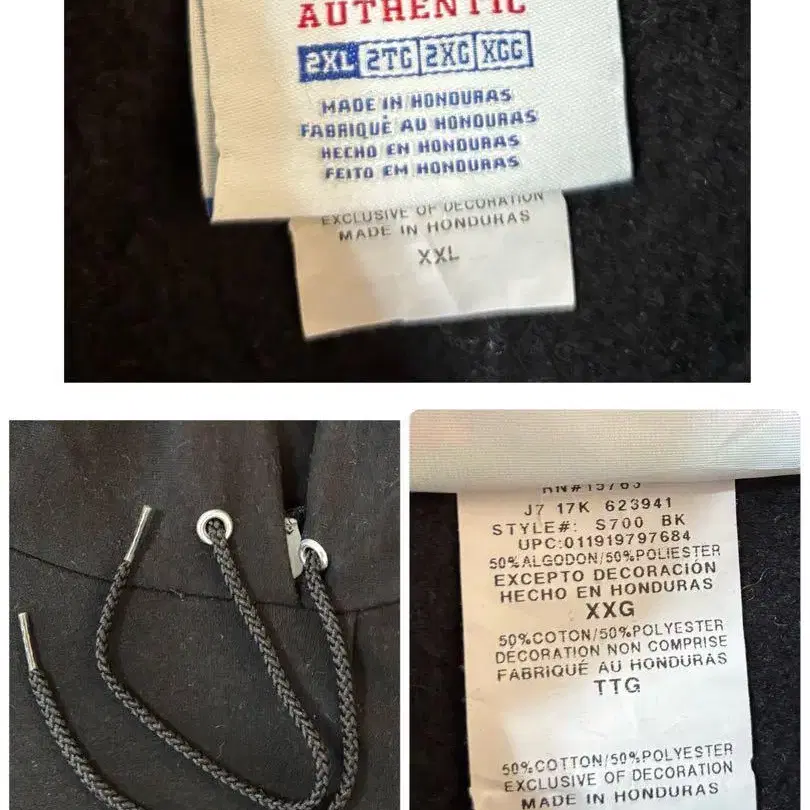 AUTHENTIC
2XL 2TG 2XG XGG
MADE IN HONDURAS
FABRIQUÈ AU HONDURAS
HECHO EN HONDURAS
FEITO EM HONDURAS
EXCLUSIVE OF DECORATION
MADE IN HONDURAS
XXL
RN#15763
J7 17K 623941
STYLE#: S700 BK
UPC:011919797684
50%ALGODON/50%POLIESTER
EXCEPTO DECORACIÓN
HECHO EN HONDURAS
XXG
50%COTON/50%POLYESTER
DÉCORATION NON COMPRISE
FABRIQUÉ AU HONDURAS
TTG
50%COTTON/50%POLYESTER
EXCLUSIVE OF DECORATION
MADE IN HONDURAS